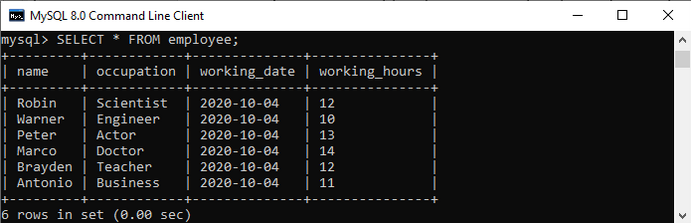 MySQL 8.0 Command Line Client
mysql> SELECT * FROM employee;
+---------+------------+--------------+---------------+
| name    | occupation | working_date | working_hours |
+---------+------------+--------------+---------------+
| Robin   | Scientist  | 2020-10-04   | 12            |
| Warner  | Engineer   | 2020-10-04   | 10            |
| Peter   | Actor      | 2020-10-04   | 13            |
| Marco   | Doctor     | 2020-10-04   | 14            |
| Brayden | Teacher    | 2020-10-04   | 12            |
| Antonio | Business   | 2020-10-04   | 11            |
+---------+------------+--------------+---------------+
6 rows in set (0.00 sec)